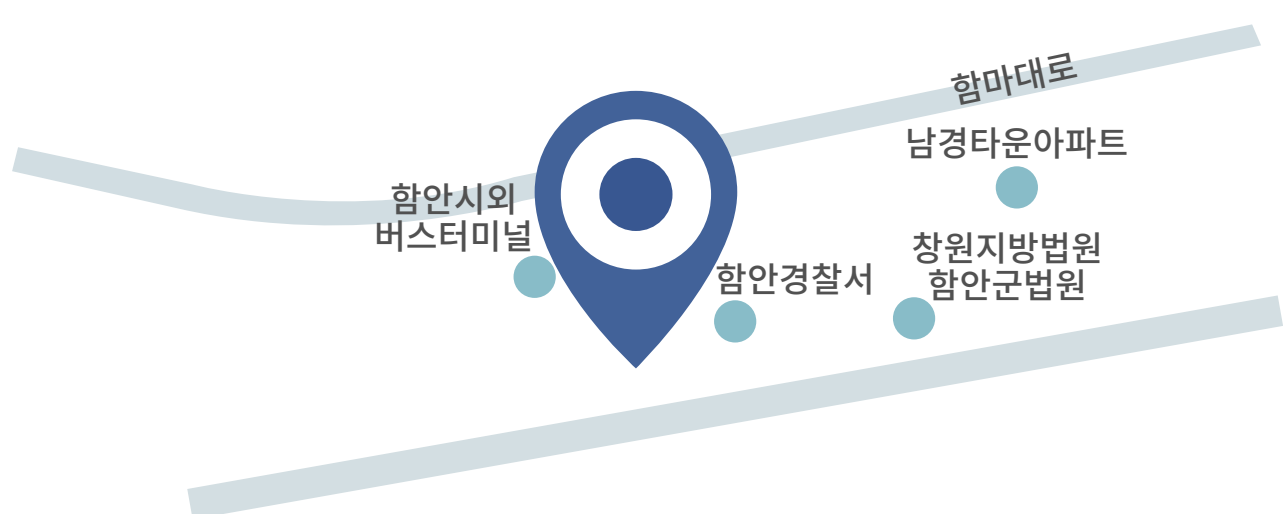 함마대로
남경타운아파트
함안시외
버스터미널
창원지방법원
함안군법원
함안경찰서